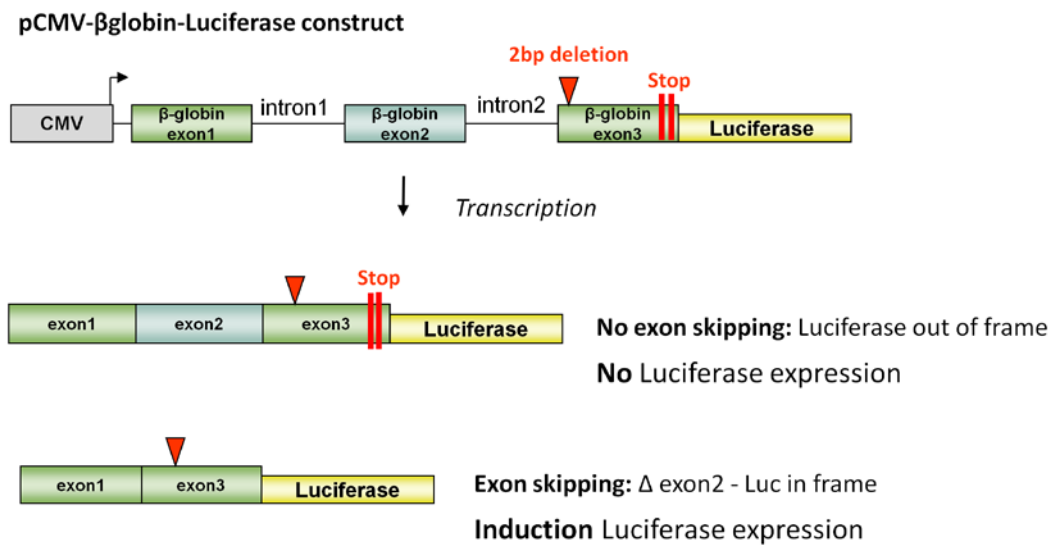 pCMV-βglobin-Luciferase construct
2bp deletion
Stop
CMV
β-globin
exon1
intron1
β-globin
exon2
intron2
β-globin
exon3
Luciferase
Transcription
Stop
exon1
exon2
exon3
Luciferase
No exon skipping: Luciferase out of frame
No Luciferase expression
exon1
exon3
Luciferase
Exon skipping: Δ exon2 - Luc in frame
Induction Luciferase expression